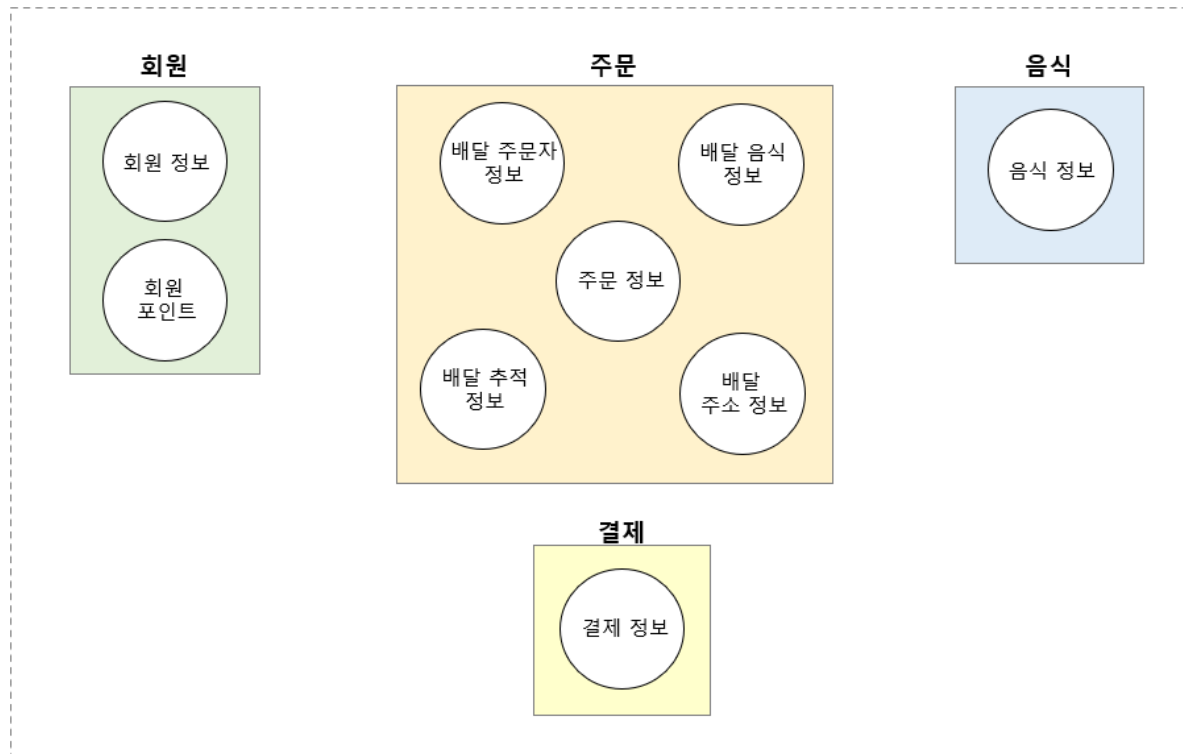 회원
회원 정보
회원
포인트
주문
배달 주문자
정보
배달 음식
정보
주문 정보
배달 추적
정보
배달
주소 정보
음식
음식 정보
결제
결제 정보